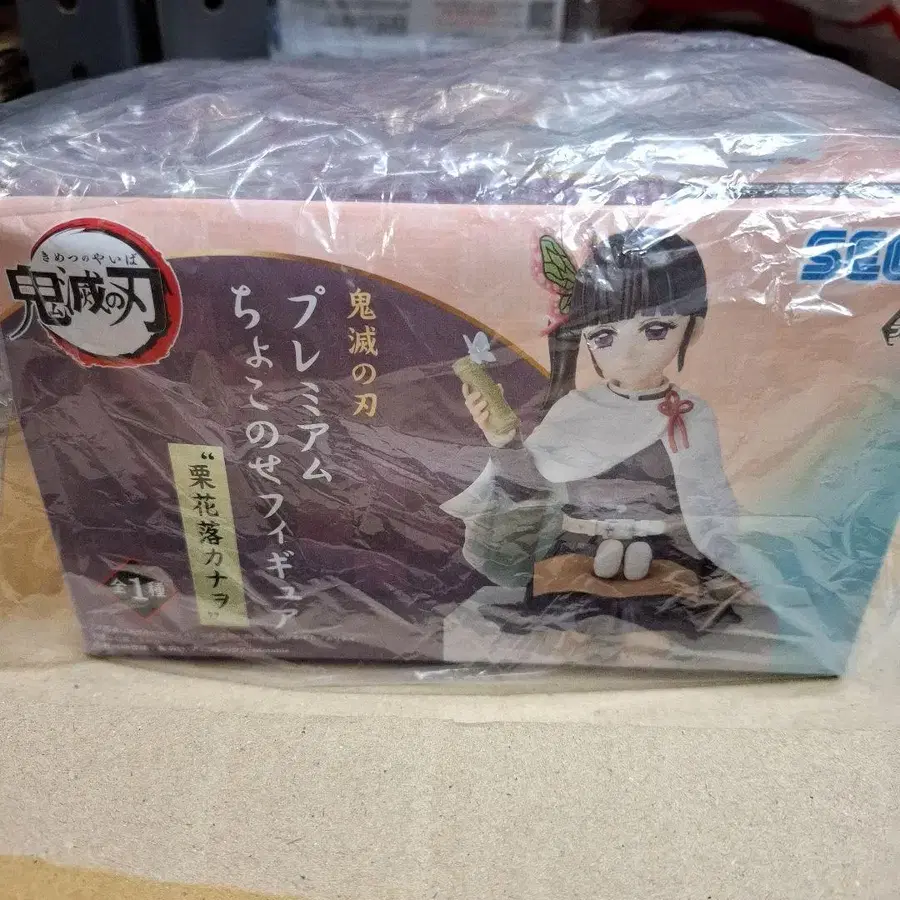 きめつのやいば
鬼滅の刃
鬼滅の刃
プレミアム
ちょこのせフィギュア
“栗花落カナヲ”
全1種